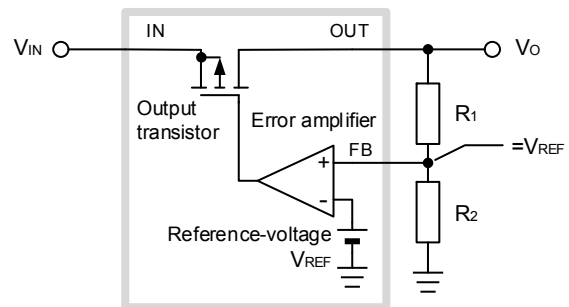 IN
OUT
VIN
VO
Output
transistor
Error amplifier
R1
FB
+
=VREF
-
R2
Reference-voltage
VREF